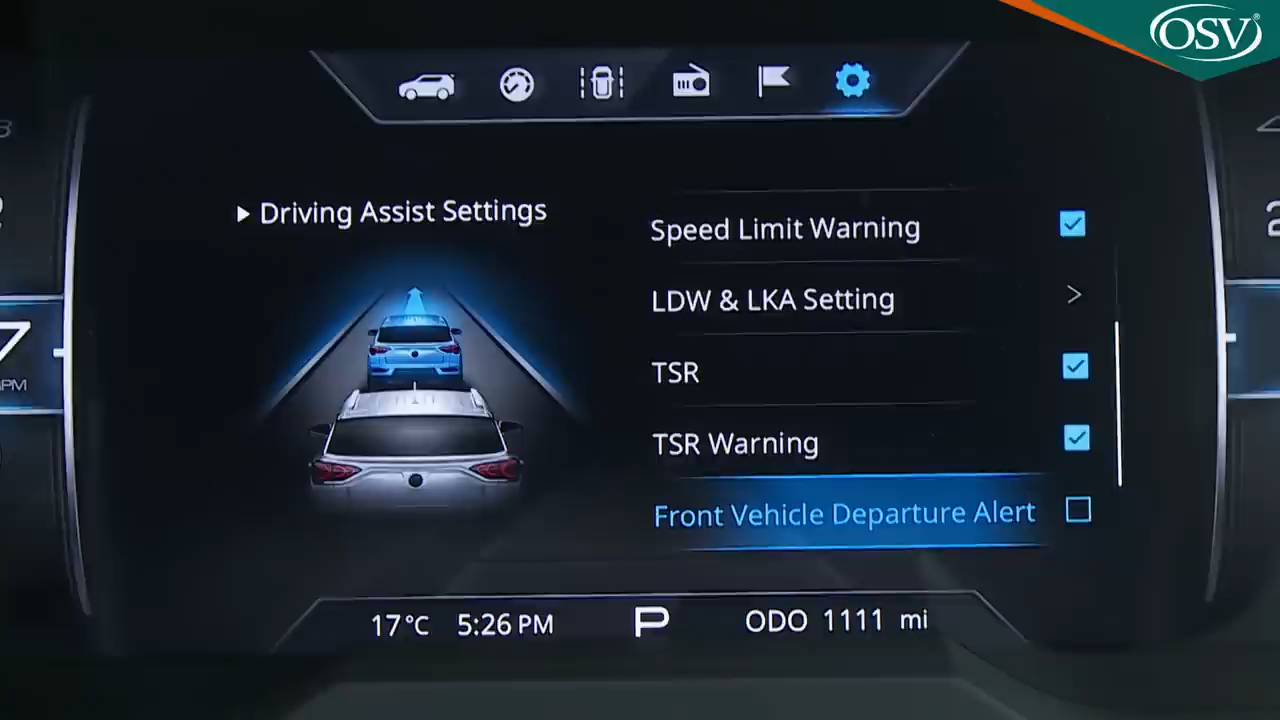 OSV®
Driving Assist Settings
Speed Limit Warning
LDW & LKA Setting
TSR
TSR Warning
Front Vehicle Departure Alert
17°C 5:26 PM P ODO 1111 mi